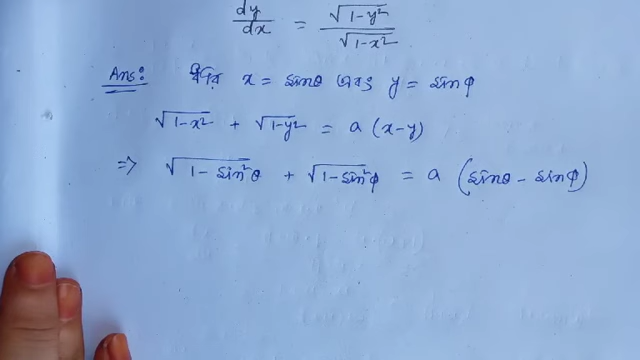 dy/dx = √(1-y²)/√(1-x²)
Ans: ধরি x = sinθ এবং y = sinφ
√(1-x²) + √(1-y²) = a (x-y)
⇒ √(1-sin²θ) + √(1-sin²φ) = a (sinθ - sinφ)